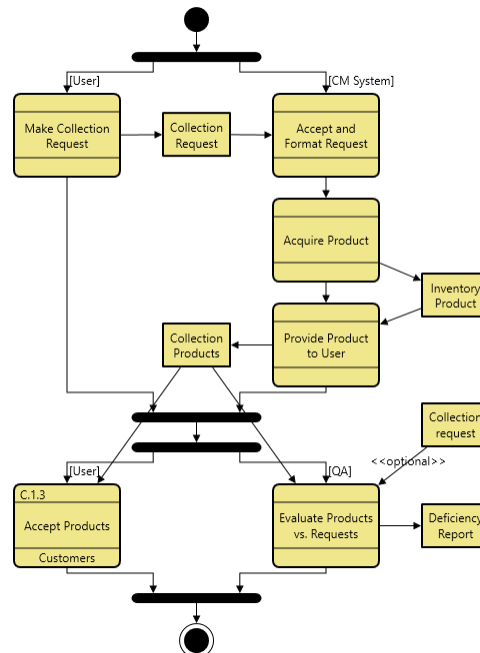 [User]
[CM System]
Make Collection
Request
Collection
Request
Accept and
Format Request
Acquire Product
Inventory
Product
Collection
Products
Provide Product
to User
Collection
request
<<optional>>
[User]
[QA]
C.1.3
Accept Products
Customers
Evaluate Products
vs. Requests
Deficiency
Report